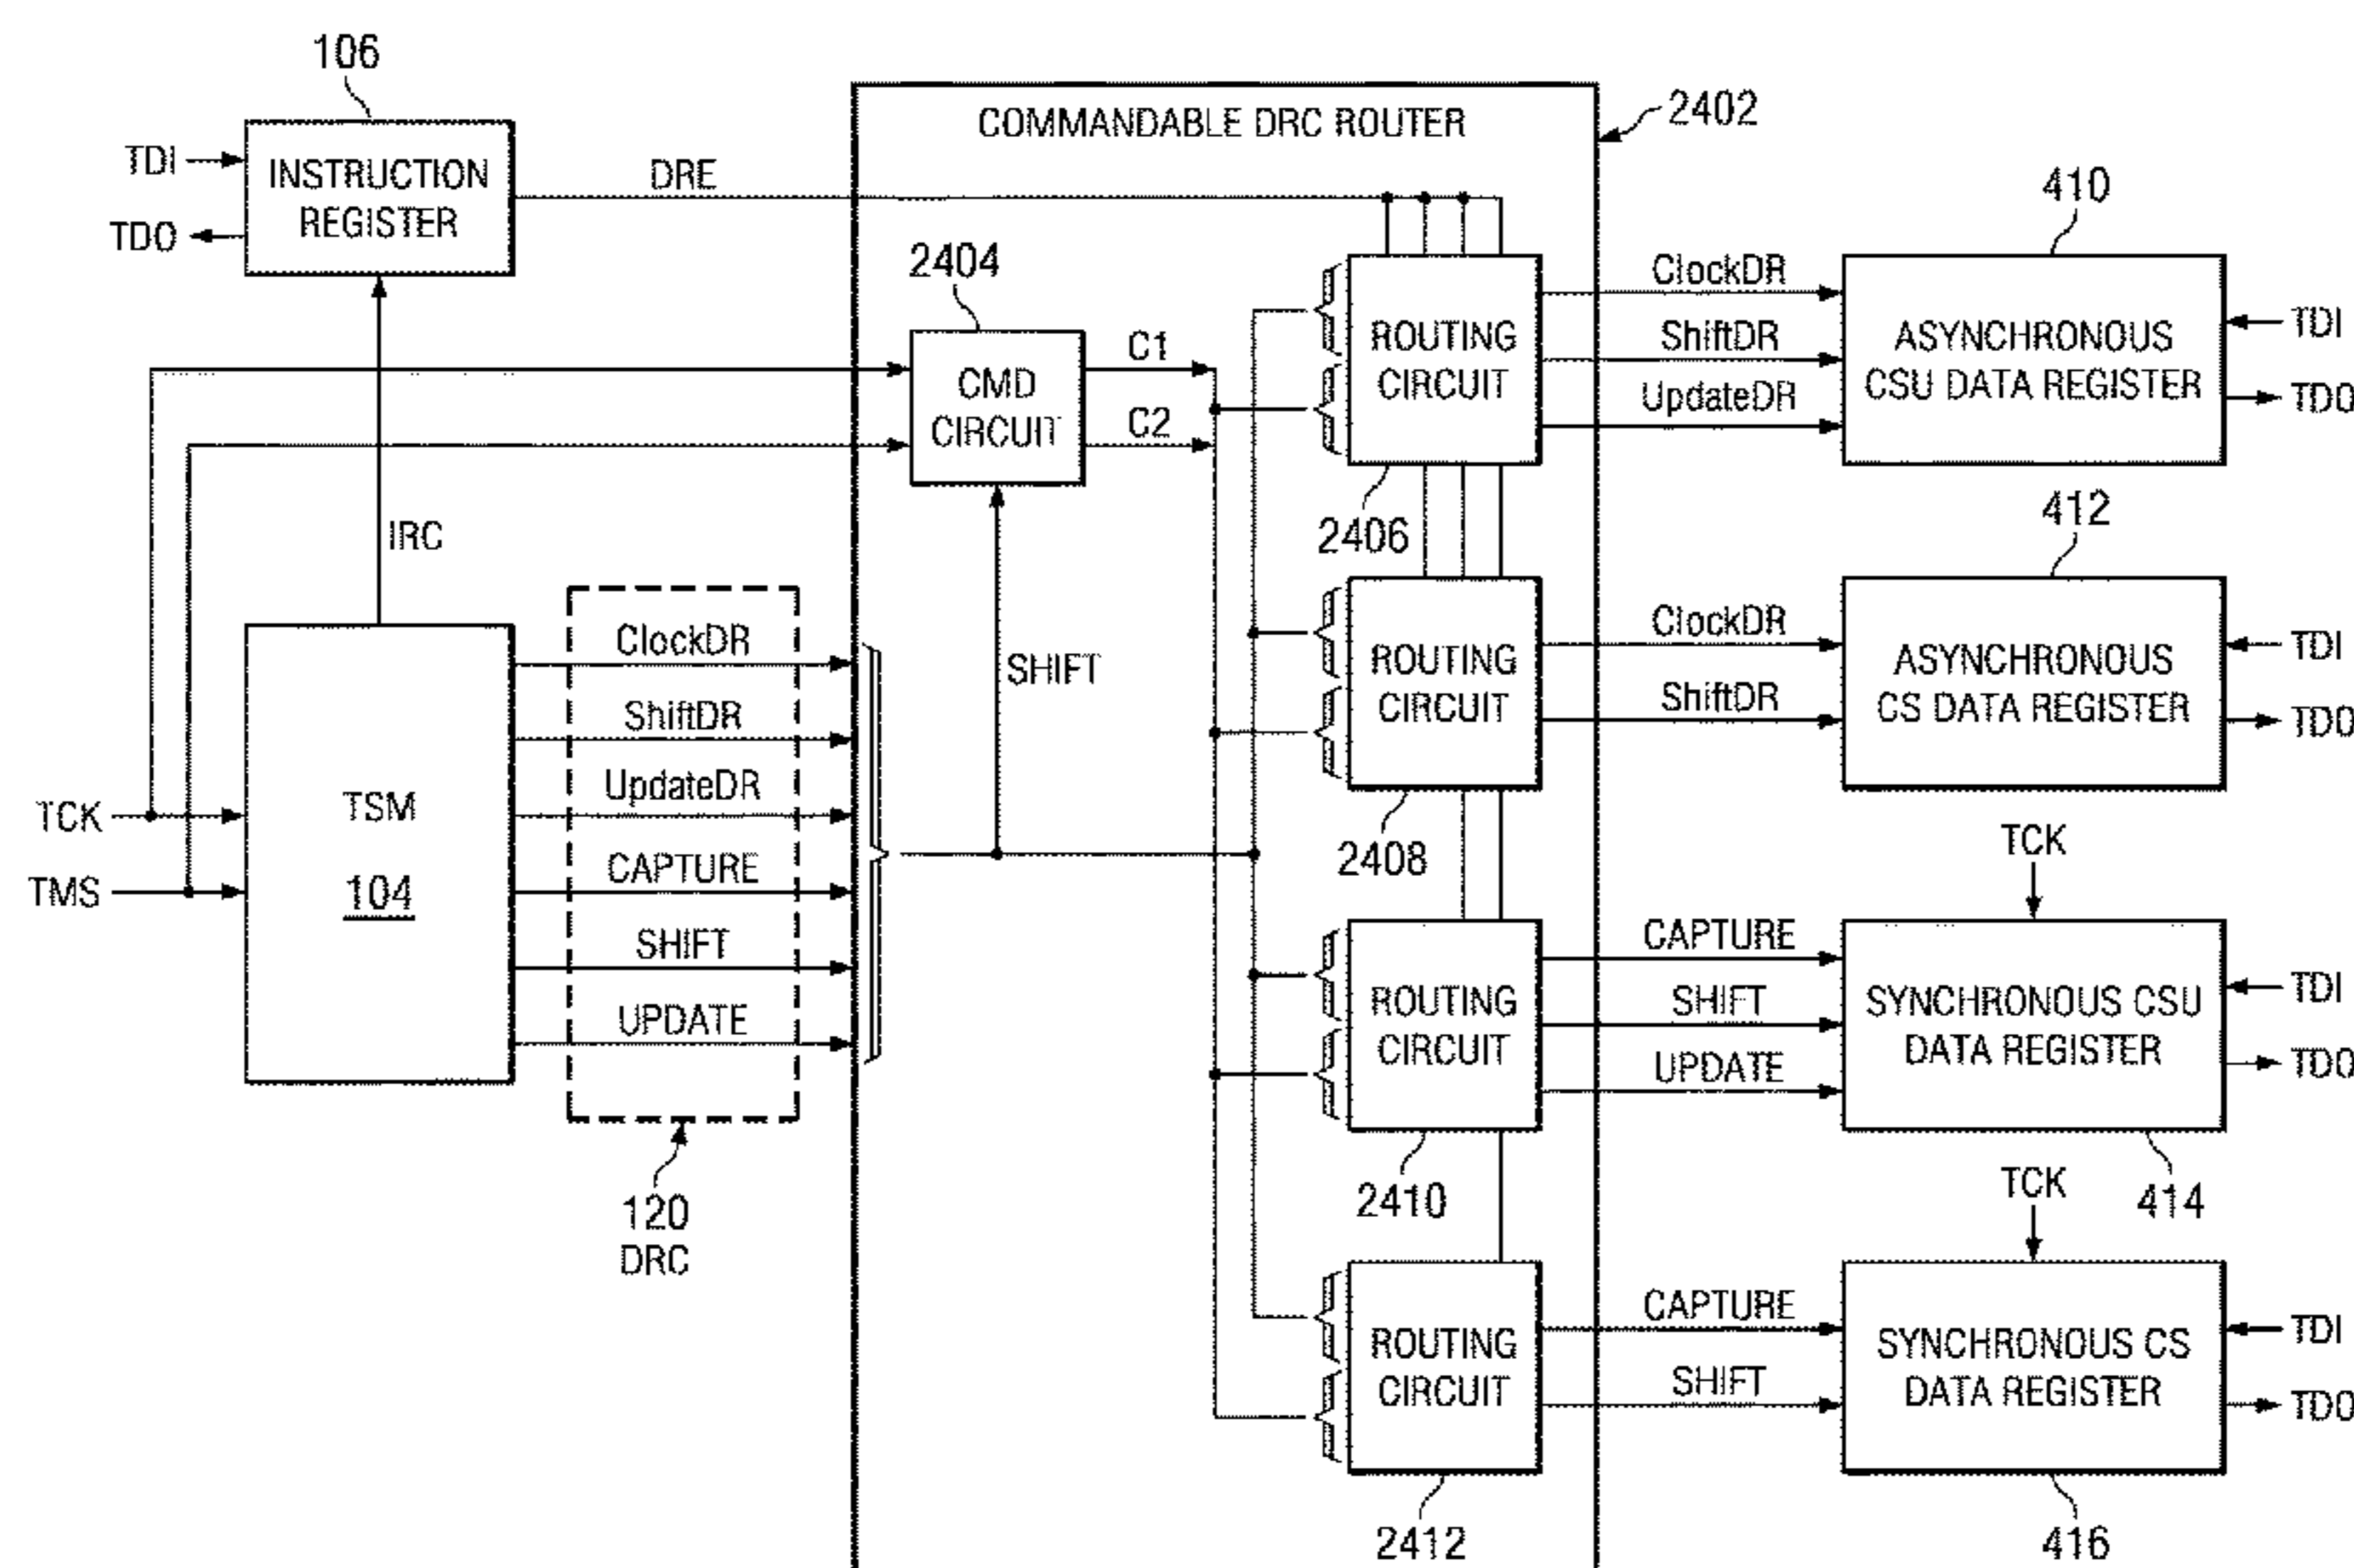 106
COMMANDABLE DRC ROUTER
2402
TDI
INSTRUCTION
REGISTER
TDO
DRE
2404
CMD
CIRCUIT
C1
C2
IRC
SHIFT
TCK
TMS
TSM
104
ClockDR
ShiftDR
UpdateDR
CAPTURE
SHIFT
UPDATE
120
DRC
ROUTING
CIRCUIT
2406
ClockDR
ShiftDR
UpdateDR
410
ASYNCHRONOUS
CSU DATA REGISTER
TDI
TDO
ROUTING
CIRCUIT
2408
ClockDR
ShiftDR
412
ASYNCHRONOUS
CS DATA REGISTER
TDI
TDO
ROUTING
CIRCUIT
2410
CAPTURE
SHIFT
UPDATE
TCK
SYNCHRONOUS CSU
DATA REGISTER
414
TDI
TDO
ROUTING
CIRCUIT
2412
CAPTURE
SHIFT
TCK
SYNCHRONOUS CS
DATA REGISTER
416
TDI
TDO